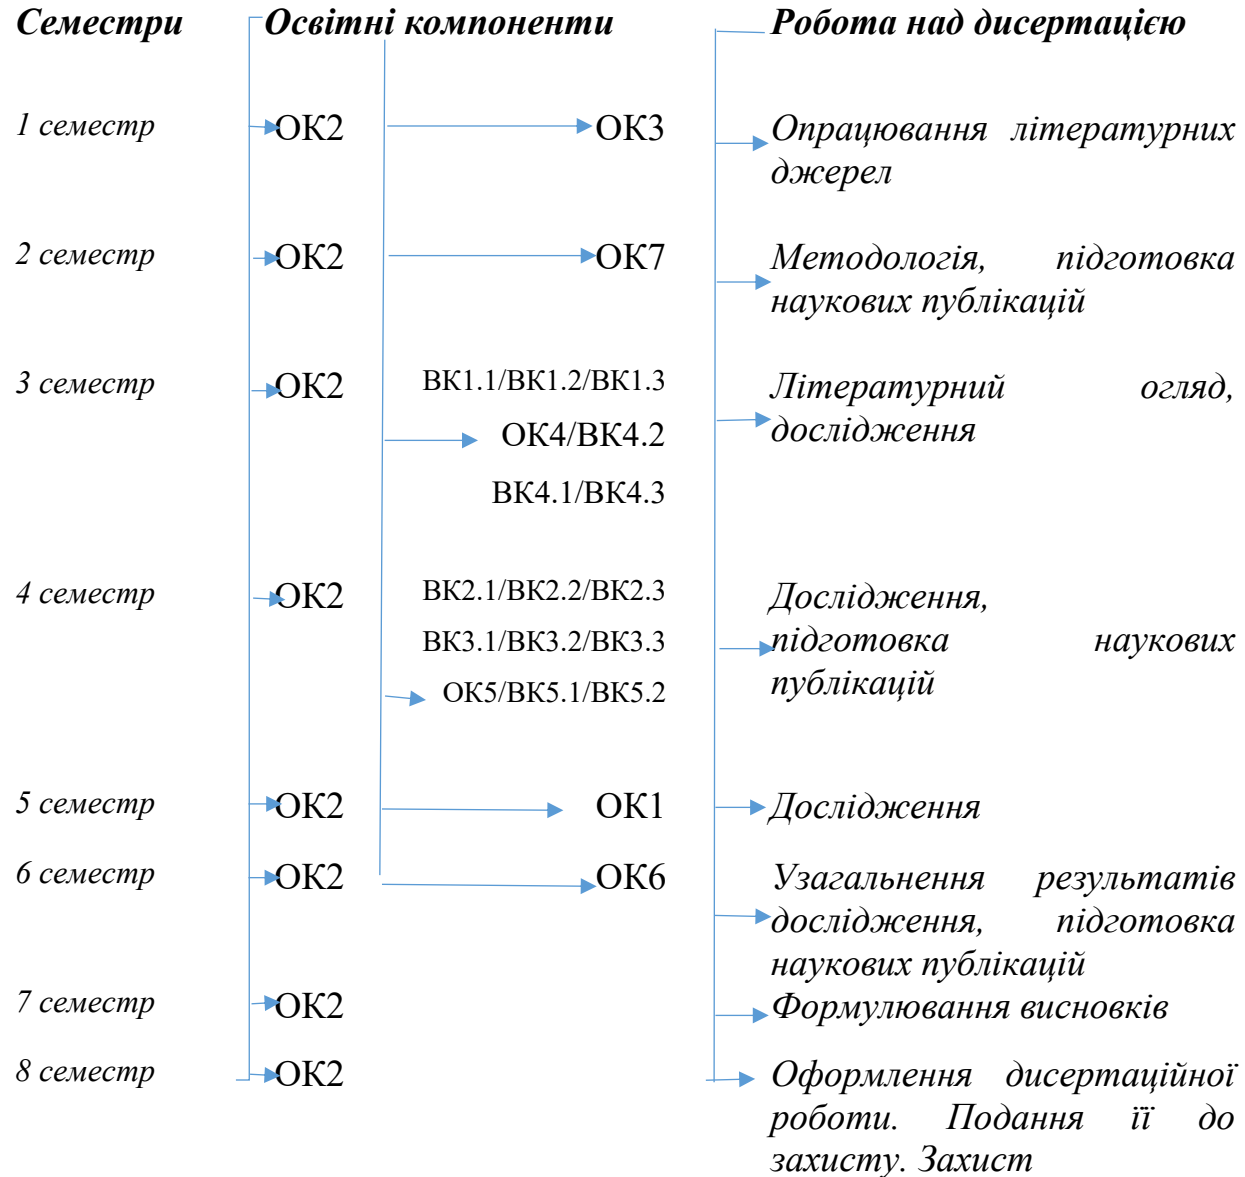 Семестри Освітні компоненти Робота над дисертацією
1 семестр ОК2 ОК3 Опрацювання літературних
джерел
2 семестр ОК2 ОК7 Методологія, підготовка
наукових публікацій
3 семестр ОК2 ВК1.1/ВК1.2/ВК1.3 Літературний огляд,
ОК4/ВК4.2 дослідження
ВК4.1/ВК4.3
4 семестр ОК2 ВК2.1/ВК2.2/ВК2.3 Дослідження,
ВК3.1/ВК3.2/ВК3.3 підготовка наукових
ОК5/ВК5.1/ВК5.2 публікацій
5 семестр ОК2 ОК1 Дослідження
6 семестр ОК2 ОК6 Узагальнення результатів
дослідження, підготовка
наукових публікацій
7 семестр ОК2 Формулювання висновків
8 семестр ОК2 Оформлення дисертаційної
роботи. Подання її до
захисту. Захист